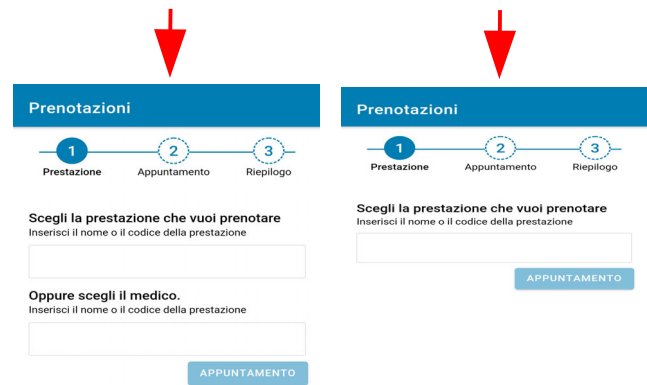 Prenotazioni
1 2 3
Prestazione Appuntamento Riepilogo
Scegli la prestazione che vuoi prenotare
Inserisci il nome o il codice della prestazione
Oppure scegli il medico.
Inserisci il nome o il codice della prestazione
APPUNTAMENTO
Prenotazioni
1 2 3
Prestazione Appuntamento Riepilogo
Scegli la prestazione che vuoi prenotare
Inserisci il nome o il codice della prestazione
APPUNTAMENTO